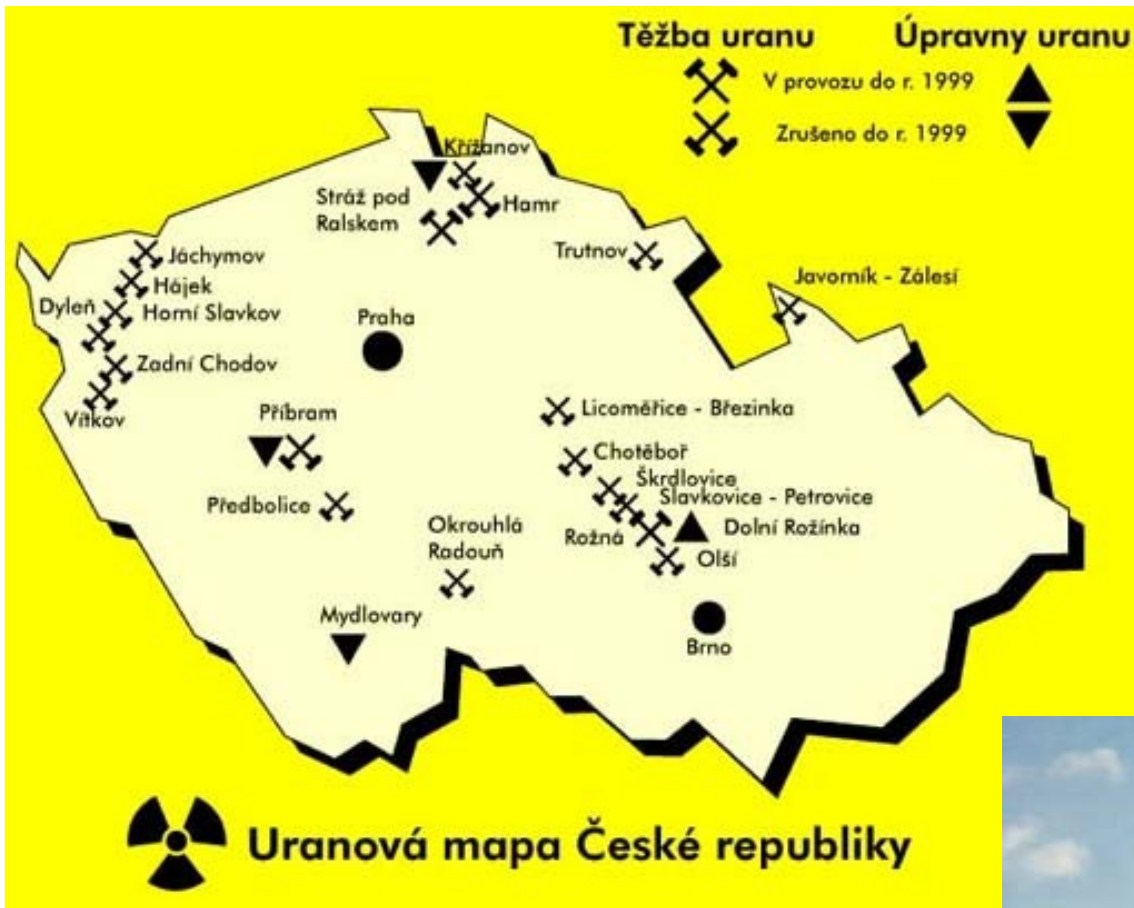 Těžba uranu
Úpravny uranu
V provozu do r. 1999
Zrušeno do r. 1999
Křížanov
Stráž pod
Ralskem
Hamr
Trutnov
Jáchymov
Hájek
Javorník - Zálesí
Dyleň
Horní Slavkov
Praha
Zadní Chodov
Vítkov
Příbram
Licoměřice - Březinka
Chotěboř
Škrdlovice
Předbolice
Slavkovice - Petrovice
Okrouhlá
Radouň
Rožná
Dolní Rožínka
Olší
Mydlovary
Brno
Uranová mapa České republiky